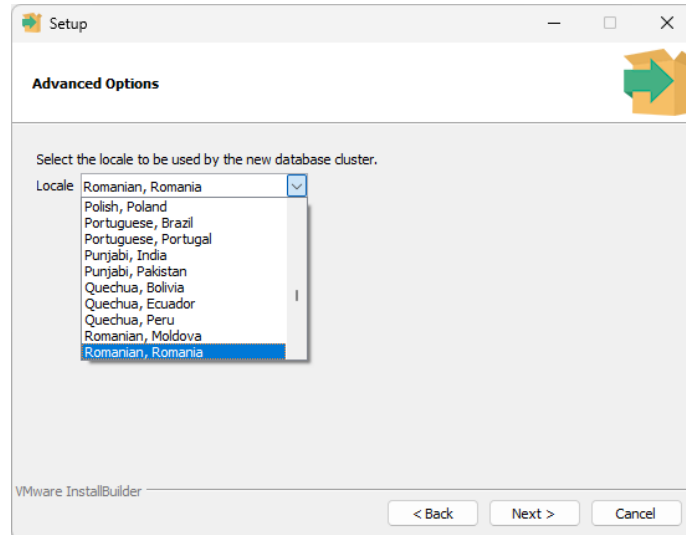 Setup
Advanced Options
Select the locale to be used by the new database cluster.
Locale Romanian, Romania
Polish, Poland
Portuguese, Brazil
Portuguese, Portugal
Punjabi, India
Punjabi, Pakistan
Quechua, Bolivia
Quechua, Ecuador
Quechua, Peru
Romanian, Moldova
Romanian, Romania
VMware InstallBuilder
< Back Next > Cancel